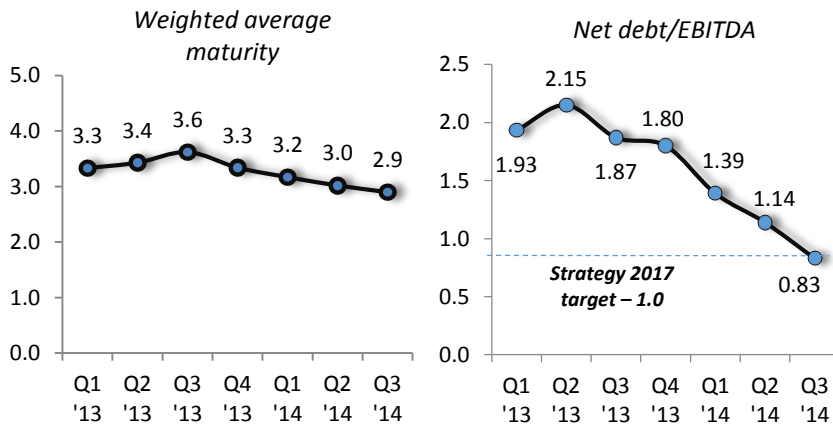 Weighted average
maturity
5.0
4.0
3.0
2.0
1.0
0.0
3.3
3.4
3.6
3.3
3.2
3.0
2.9
Q1 Q2 Q3 Q4 Q1 Q2 Q3
'13 '13 '13 '13 '14 '14 '14
Net debt/EBITDA
2.5
2.0
1.5
1.0
0.5
0.0
1.93
2.15
1.87
1.80
1.39
1.14
0.83
Strategy 2017
target – 1.0
Q1 Q2 Q3 Q4 Q1 Q2 Q3
'13 '13 '13 '13 '14 '14 '14